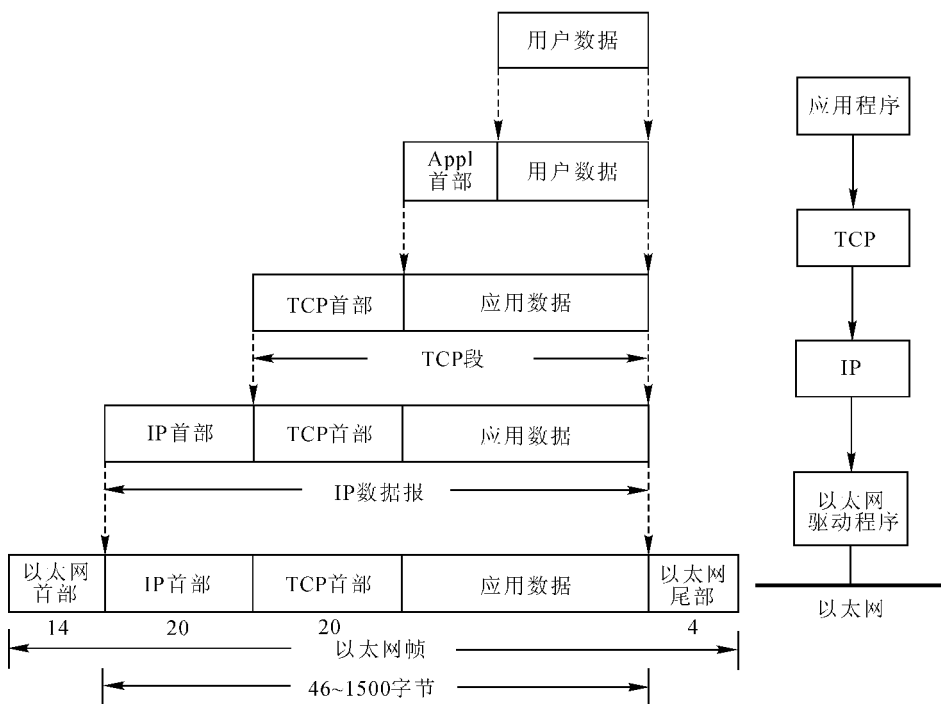 用户数据
Appl
首部
用户数据
TCP首部
应用数据
TCP段
IP首部
TCP首部
应用数据
IP数据报
以太网
首部
IP首部
TCP首部
应用数据
以太网
尾部
14
20
20
4
以太网帧
46~1500字节
应用程序
TCP
IP
以太网
驱动程序
以太网